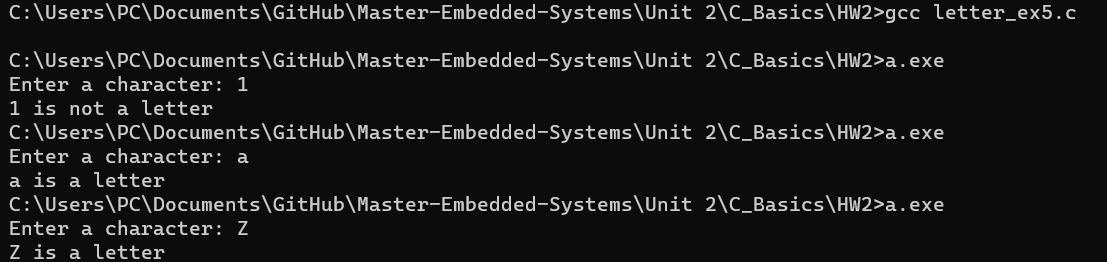 C:\Users\PC\Documents\GitHub\Master-Embedded-Systems\Unit 2\C_Basics\HW2>gcc letter_ex5.c
C:\Users\PC\Documents\GitHub\Master-Embedded-Systems\Unit 2\C_Basics\HW2>a.exe
Enter a character: 1
1 is not a letter
C:\Users\PC\Documents\GitHub\Master-Embedded-Systems\Unit 2\C_Basics\HW2>a.exe
Enter a character: a
a is a letter
C:\Users\PC\Documents\GitHub\Master-Embedded-Systems\Unit 2\C_Basics\HW2>a.exe
Enter a character: Z
Z is a letter